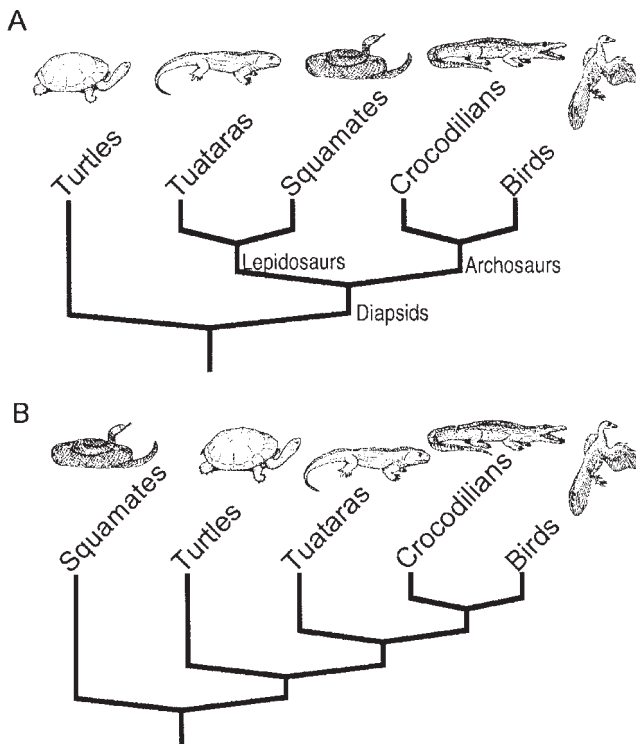 A
Turtles
Tuataras
Squamates
Crocodilians
Birds
Lepidosaurs
Archosaurs
Diapsids
B
Squamates
Turtles
Tuataras
Crocodilians
Birds